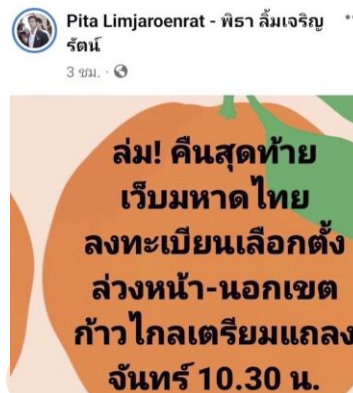 Pita Limjaroenrat - พิธา ลิ้มเจริญ
รัตน์
3 ชม.
ล่ม! คืนสุดท้าย
เว็บมหาดไทย
ลงทะเบียนเลือกตั้ง
ล่วงหน้า-นอกเขต
ก้าวไกลเตรียมแถลง
จันทร์ 10.30 น.